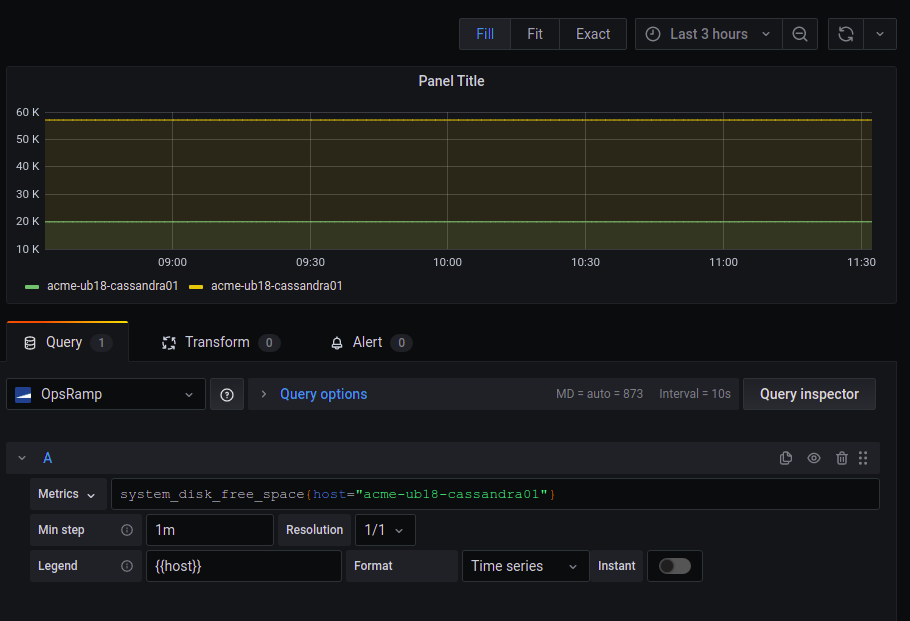 Fill Fit Exact Last 3 hours
Panel Title
60 K
50 K
40 K
30 K
20 K
10 K
09:00 09:30 10:00 10:30 11:00 11:30
acme-ub18-cassandra01 acme-ub18-cassandra01
Query 1 Transform 0 Alert 0
OpsRamp Query options MD = auto = 873 Interval = 10s Query inspector
A
Metrics system_disk_free_space{host="acme-ub18-cassandra01"}
Min step 1m Resolution 1/1
Legend {{host}} Format Time series Instant